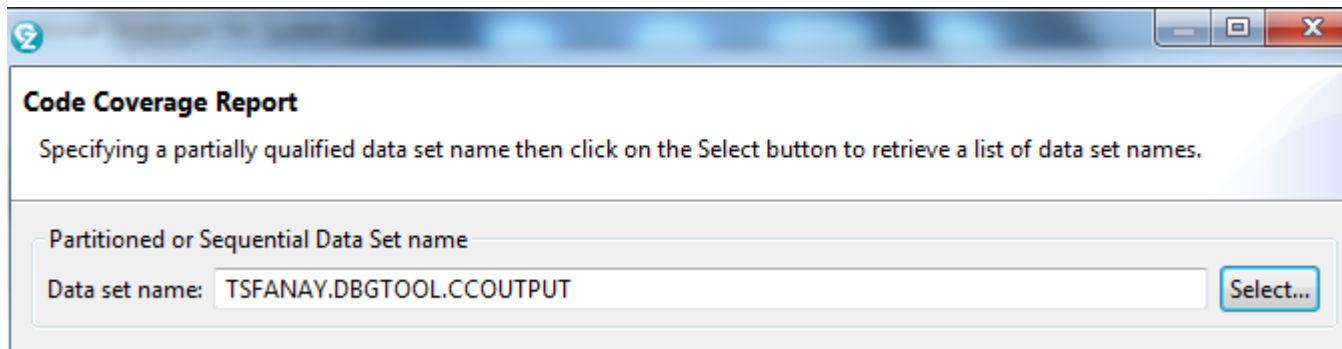 Code Coverage Report
Specifying a partially qualified data set name then click on the Select button to retrieve a list of data set names.
Partitioned or Sequential Data Set name
Data set name: TSFANAY.DBGTOOL.CCOUTPUT Select...